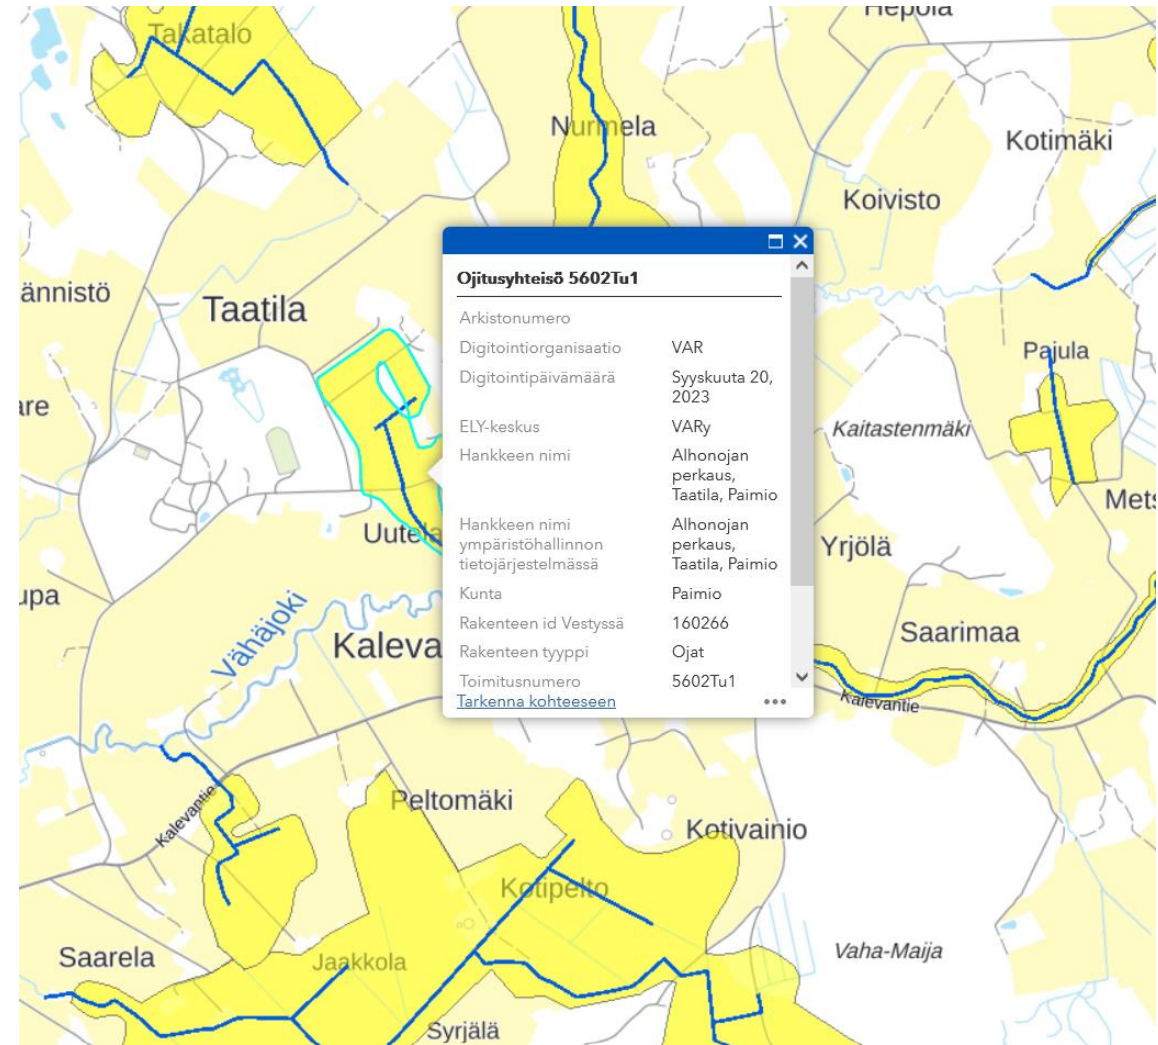 Takatalo
Hepola
Nurmela
Kotimäki
Koivisto
ännistö
Taatila
Pajula
are
Kaitastenmäki
Mets
Uutela
Yrjölä
upa
Vähäjoki
Kaleva
Saarimaa
Kalevantie
Ojitusyhteisö 5602Tu1
Arkistonumero
Digitointiorganisaatio VAR
Digitointipäivämäärä Syyskuuta 20,
2023
ELY-keskus VARy
Hankkeen nimi Alhonojan
perkaus,
Taatila, Paimio
Hankkeen nimi Alhonojan
ympäristöhallinnon perkaus,
tietojärjestelmässä Taatila, Paimio
Kunta Paimio
Rakenteen id Vestyssä 160266
Rakenteen tyyppi Ojat
Toimitusnumero 5602Tu1
Tarkenna kohteeseen
Kalevantie
Peltomäki
Kotivainio
Kotipelto
Saarela
Jaakkola
Vaha-Maija
Syrjälä